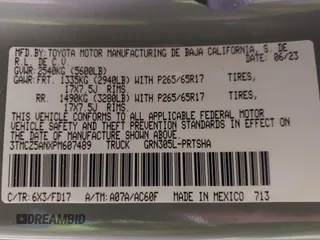 MFD.BY:TOYOTA MOTOR MANUFACTURING DE BAJA CALIFORNIA, S. DE
R.L. DE C.V. 06/23
GVWR:2540KG (5600LB)
GAWR FRT. 1335KG (2940LB)WITH P265/65R17 TIRES,
17X7.5J RIMS
RR. 1490KG (3280LB)WITH P265/65R17 TIRES,
17X7.5J RIMS
THIS VEHICLE CONFORMS TO ALL APPLICABLE FEDERAL MOTOR
VEHICLE SAFETY AND THEFT PREVENTION STANDARDS IN EFFECT
ON THE DATE OF MANUFACTURE SHOWN ABOVE.
3TMCZ5ANXPM607489 TRUCK GRN305L-PRTSHA
C/TR:6X3/FD17 A/TM:A07A/AC60F MADE IN MEXICO 713
DREAMBID